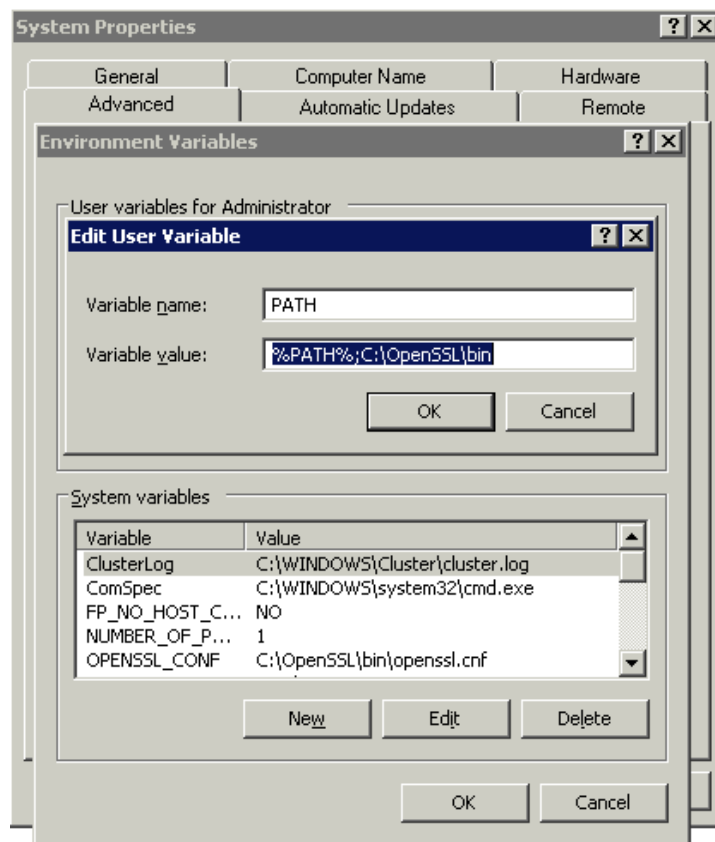 System Properties
General Computer Name Hardware
Advanced Automatic Updates Remote
Environment Variables
User variables for Administrator
Edit User Variable
Variable name: PATH
Variable value: %PATH%;C:\OpenSSL\bin
OK Cancel
System variables
Variable Value
ClusterLog C:\WINDOWS\Cluster\cluster.log
ComSpec C:\WINDOWS\system32\cmd.exe
FP_NO_HOST_C... NO
NUMBER_OF_P... 1
OPENSSL_CONF C:\OpenSSL\bin\openssl.cnf
New Edit Delete
OK Cancel